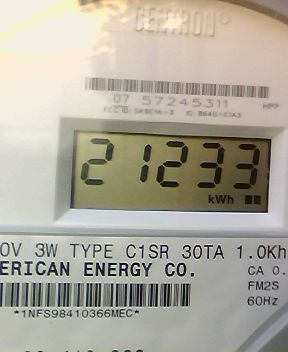 CENTRON®
07 57245311
HPP
21233
kWh
0V 3W TYPE C1SR 30TA 1.0Kh
ERICAN ENERGY CO.
CA 0.
FM2S
60Hz
*1NFS98410366MEC*